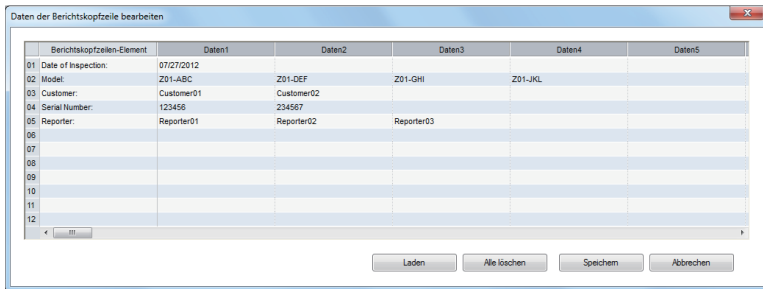 Daten der Berichtskopfzeile bearbeiten
Berichtskopfzeilen-Element Daten1 Daten2 Daten3 Daten4 Daten5
01 Date of Inspection: 07/27/2012
02 Model: Z01-ABC Z01-DEF Z01-GHI Z01-JKL
03 Customer: Customer01 Customer02
04 Serial Number: 123456 234567
05 Reporter: Reporter01 Reporter02 Reporter03
06
07
08
09
10
11
12
Laden Alle löschen Speichern Abbrechen